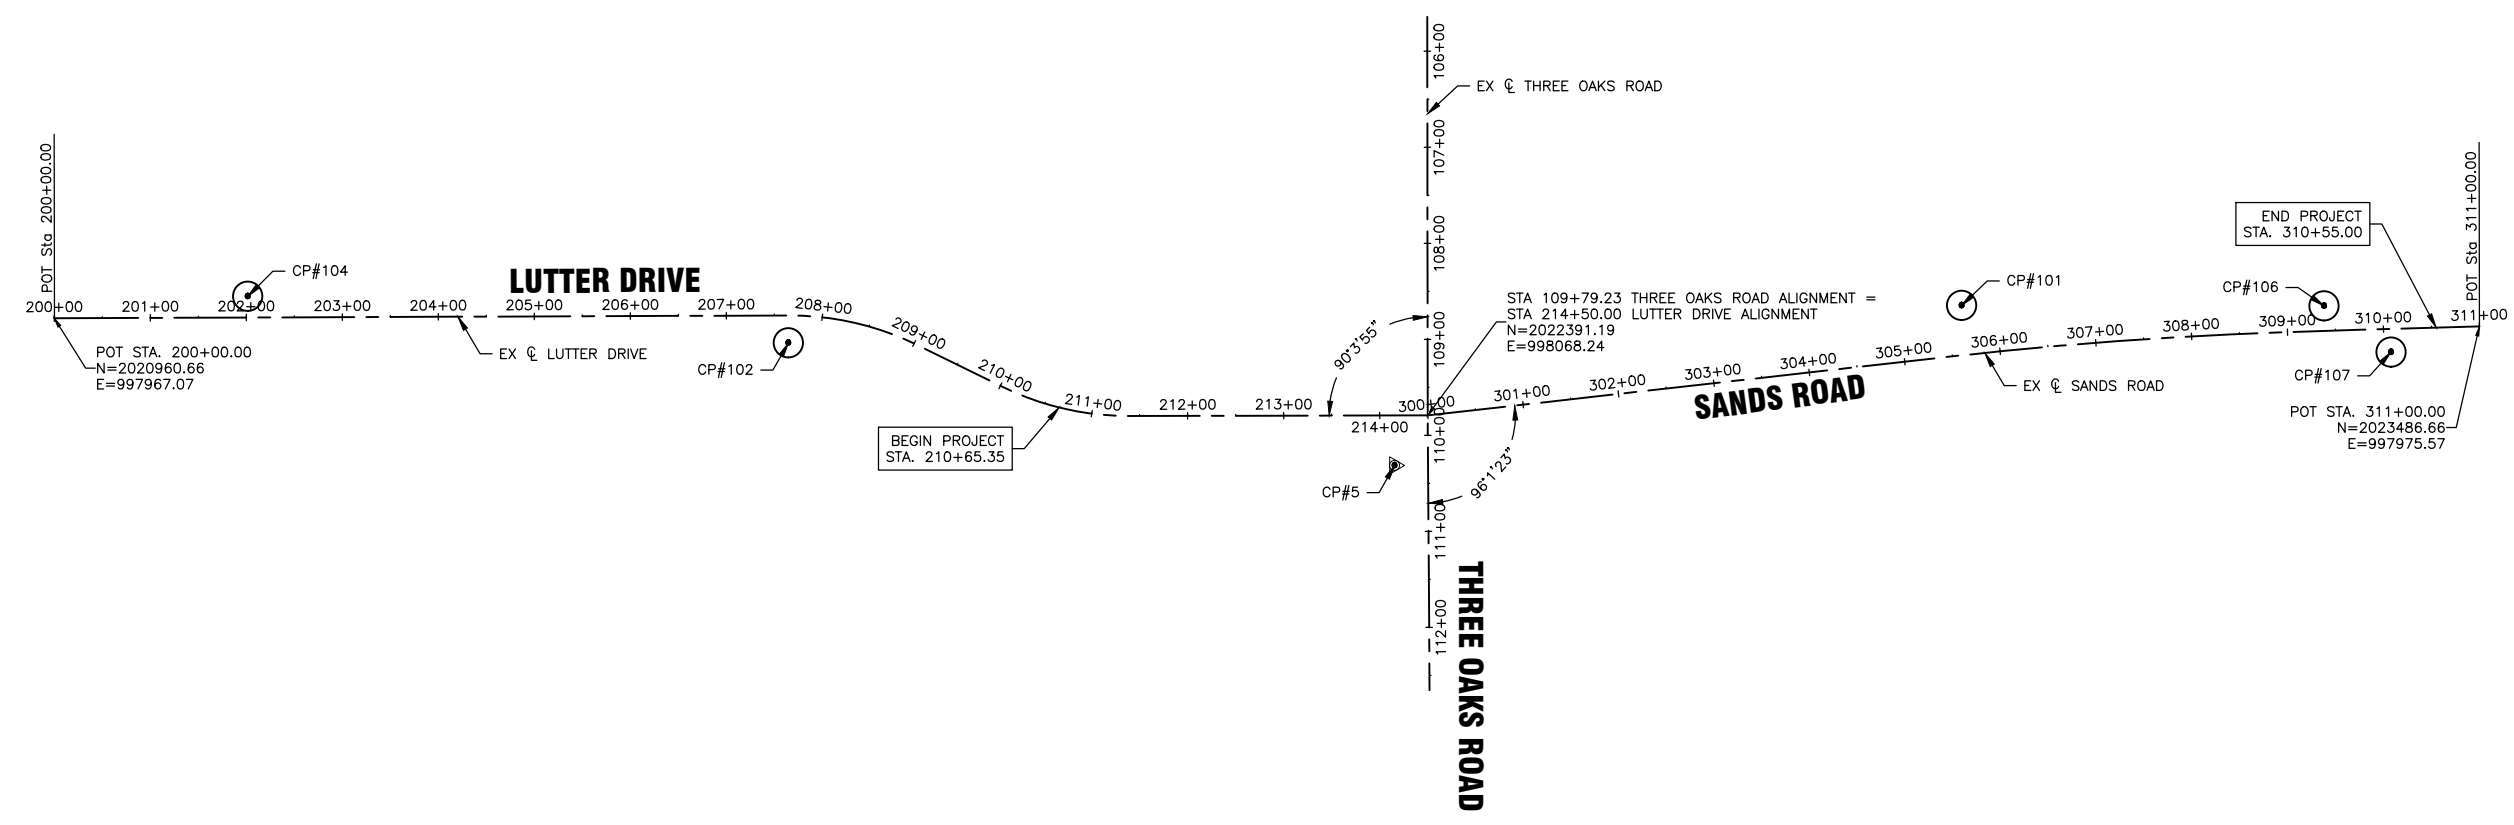 106+00
EX ℄ THREE OAKS ROAD
107+00
108+00
109+00
110+00
111+00
112+00
THREE OAKS ROAD
POT Sta 200+00.00
200+00
201+00
202+00
203+00
204+00
205+00
206+00
207+00
208+00
209+00
210+00
211+00
212+00
213+00
214+00
CP#104
LUTTER DRIVE
EX ℄ LUTTER DRIVE
POT STA. 200+00.00
N=2020960.66
E=997967.07
CP#102
BEGIN PROJECT
STA. 210+65.35
CP#5
90°3'55"
96°1'23"
STA 109+79.23 THREE OAKS ROAD ALIGNMENT =
STA 214+50.00 LUTTER DRIVE ALIGNMENT
N=2022391.19
E=998068.24
300+00
301+00
302+00
303+00
304+00
305+00
306+00
307+00
308+00
309+00
310+00
311+00
SANDS ROAD
EX ℄ SANDS ROAD
CP#101
CP#106
CP#107
END PROJECT
STA. 310+55.00
POT Sta 311+00.00
POT STA. 311+00.00
N=2023486.66
E=997975.57